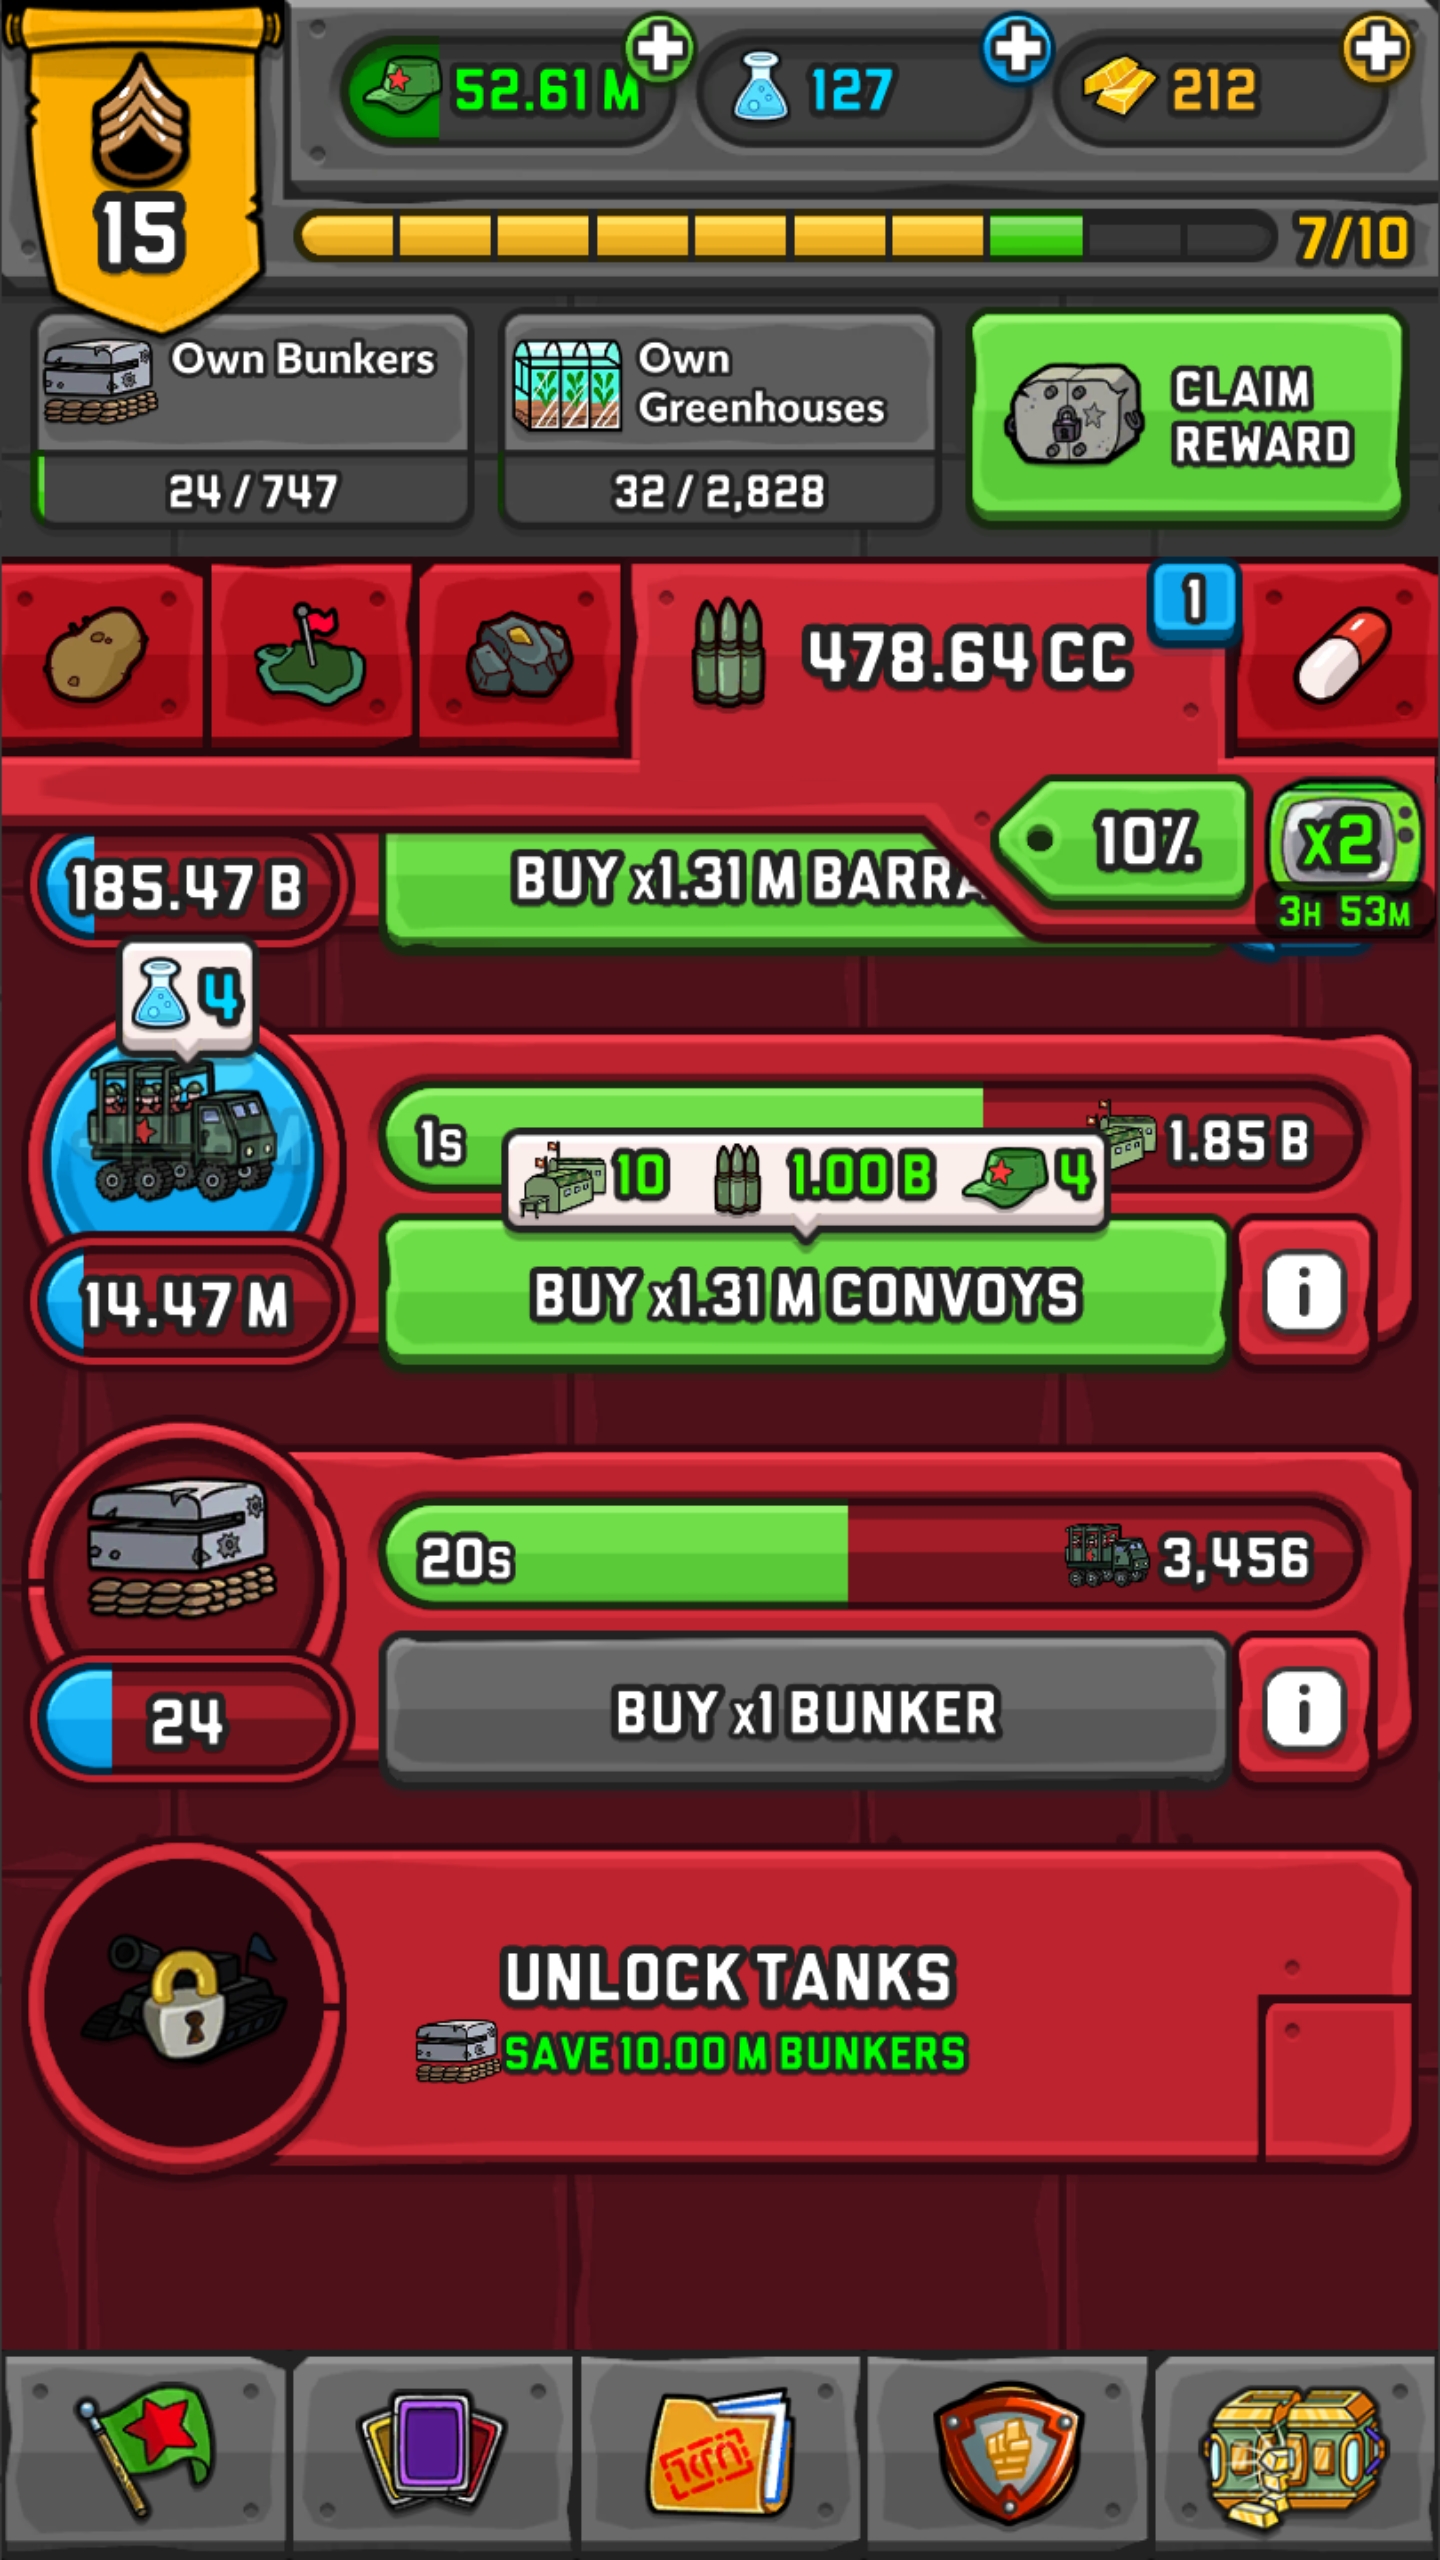 52.61 M
127
212
15
7/10
Own Bunkers
24 / 747
Own
Greenhouses
32 / 2,828
CLAIM
REWARD
478.64 CC
1
10%
x2
3H 53M
185.47 B
BUY x1.31 M BARRA
4
1s
1.85 B
10
1.00 B
4
BUY x1.31 M CONVOYS
14.47 M
20s
3,456
24
BUY x1 BUNKER
UNLOCK TANKS
SAVE 10.00 M BUNKERS